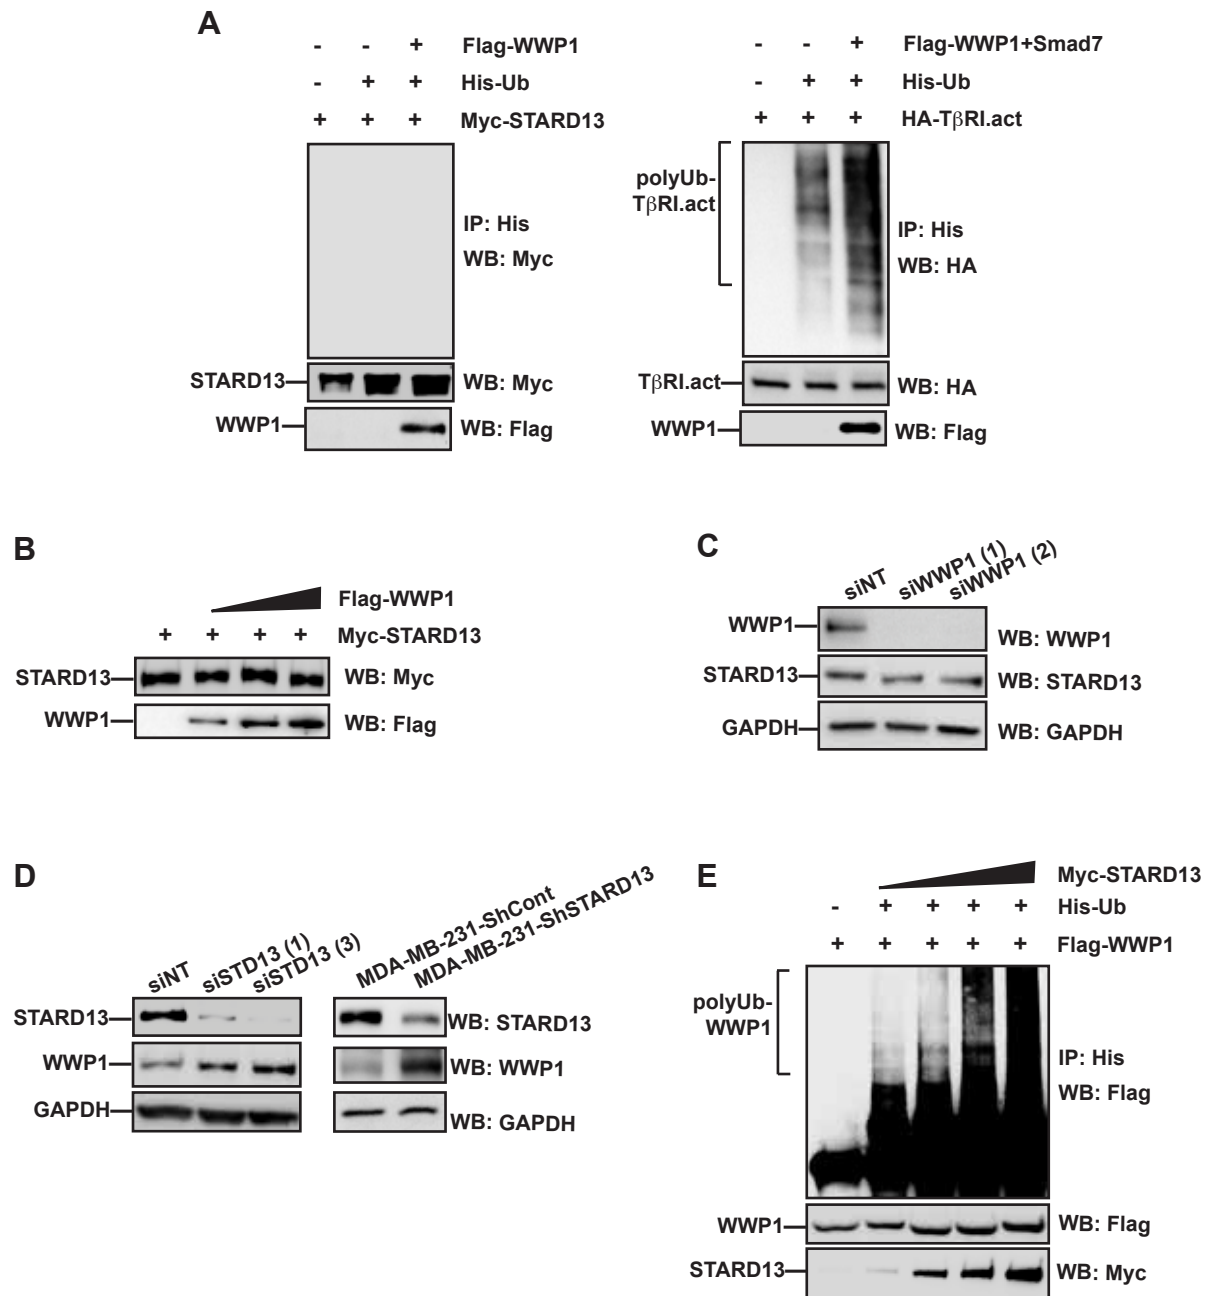 A
- - + Flag-WWP1
- + + His-Ub
+ + + Myc-STARD13
IP: His
WB: Myc
STARD13 WB: Myc
WWP1 WB: Flag
- - + Flag-WWP1+Smad7
- + + His-Ub
+ + + HA-TβRI.act
polyUb-
TβRI.act
IP: His
WB: HA
TβRI.act WB: HA
WWP1 WB: Flag
B
Flag-WWP1
+ + + + Myc-STARD13
STARD13 WB: Myc
WWP1 WB: Flag
C
siNT siWWP1 (1) siWWP1 (2)
WWP1 WB: WWP1
STARD13 WB: STARD13
GAPDH WB: GAPDH
D
siNT siSTD13 (1) siSTD13 (3) MDA-MB-231-ShCont MDA-MB-231-ShSTARD13
STARD13 WB: STARD13
WWP1 WB: WWP1
GAPDH WB: GAPDH
E
Myc-STARD13
- + + + + His-Ub
+ + + + + Flag-WWP1
polyUb-
WWP1
IP: His
WB: Flag
WWP1 WB: Flag
STARD13 WB: Myc